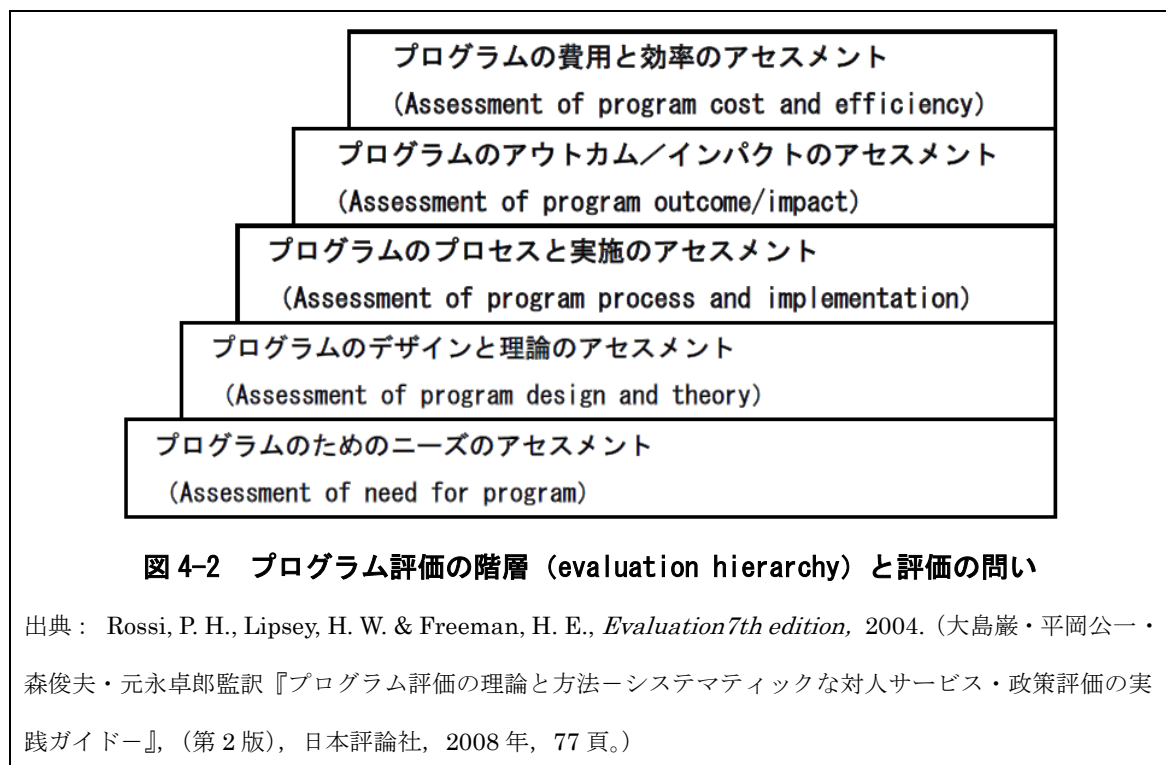 プログラムの費用と効率のアセスメント
(Assessment of program cost and efficiency)
プログラムのアウトカム／インパクトのアセスメント
(Assessment of program outcome/impact)
プログラムのプロセスと実施のアセスメント
(Assessment of program process and implementation)
プログラムのデザインと理論のアセスメント
(Assessment of program design and theory)
プログラムのためのニーズのアセスメント
(Assessment of need for program)
図 4-2　プログラム評価の階層（evaluation hierarchy）と評価の問い
出典： Rossi, P. H., Lipsey, H. W. & Freeman, H. E., Evaluation7th edition, 2004.（大島巌・平岡公一・
森俊夫・元永卓郎監訳『プログラム評価の理論と方法－システマティックな対人サービス・政策評価の実
践ガイド－』,（第 2 版），日本評論社，2008 年，77 頁。）